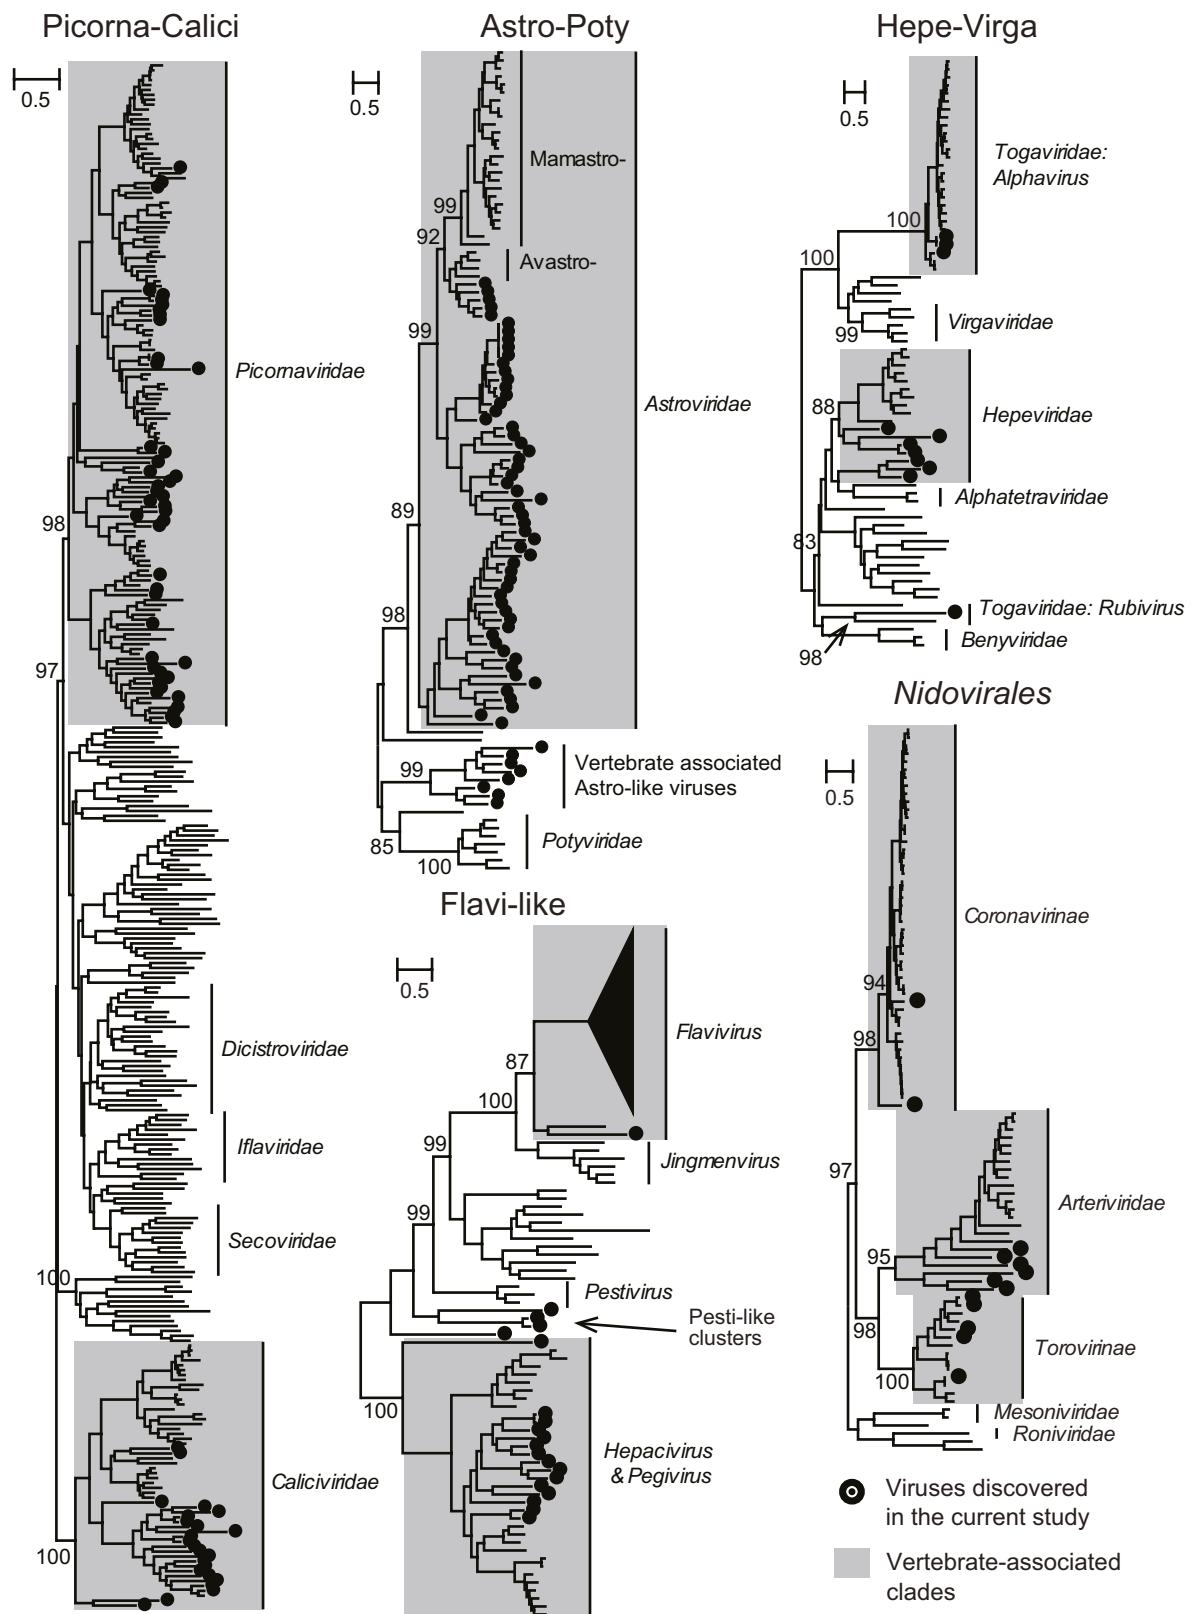 Picorna-Calici
0.5
98
97
100
100
Picornaviridae
Dicistroviridae
Iflaviridae
Secoviridae
Caliciviridae
Astro-Poty
0.5
Mamastro-
99
92
Avastro-
99
Astroviridae
89
98
99
Vertebrate associated
Astro-like viruses
85
100
Potyviridae
Flavi-like
0.5
Flavivirus
87
100
99
Jingmenvirus
99
Pestivirus
Pesti-like
clusters
100
Hepacivirus
& Pegivirus
Hepe-Virga
0.5
Togaviridae:
Alphavirus
100
100
Virgaviridae
99
88
Hepeviridae
Alphatetraviridae
83
Togaviridae: Rubivirus
98
Benyviridae
Nidovirales
0.5
Coronavirinae
94
98
97
Arteriviridae
95
98
Torovirinae
100
Mesoniviridae
Roniviridae
Viruses discovered
in the current study
Vertebrate-associated
clades